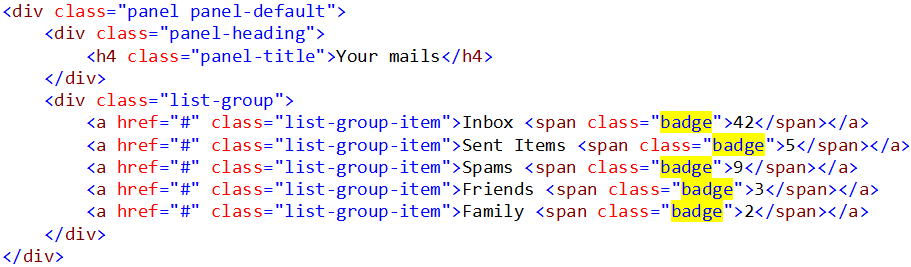 <div class="panel panel-default">
    <div class="panel-heading">
        <h4 class="panel-title">Your mails</h4>
    </div>
    <div class="list-group">
        <a href="#" class="list-group-item">Inbox <span class="badge">42</span></a>
        <a href="#" class="list-group-item">Sent Items <span class="badge">5</span></a>
        <a href="#" class="list-group-item">Spams <span class="badge">9</span></a>
        <a href="#" class="list-group-item">Friends <span class="badge">3</span></a>
        <a href="#" class="list-group-item">Family <span class="badge">2</span></a>
    </div>
</div>